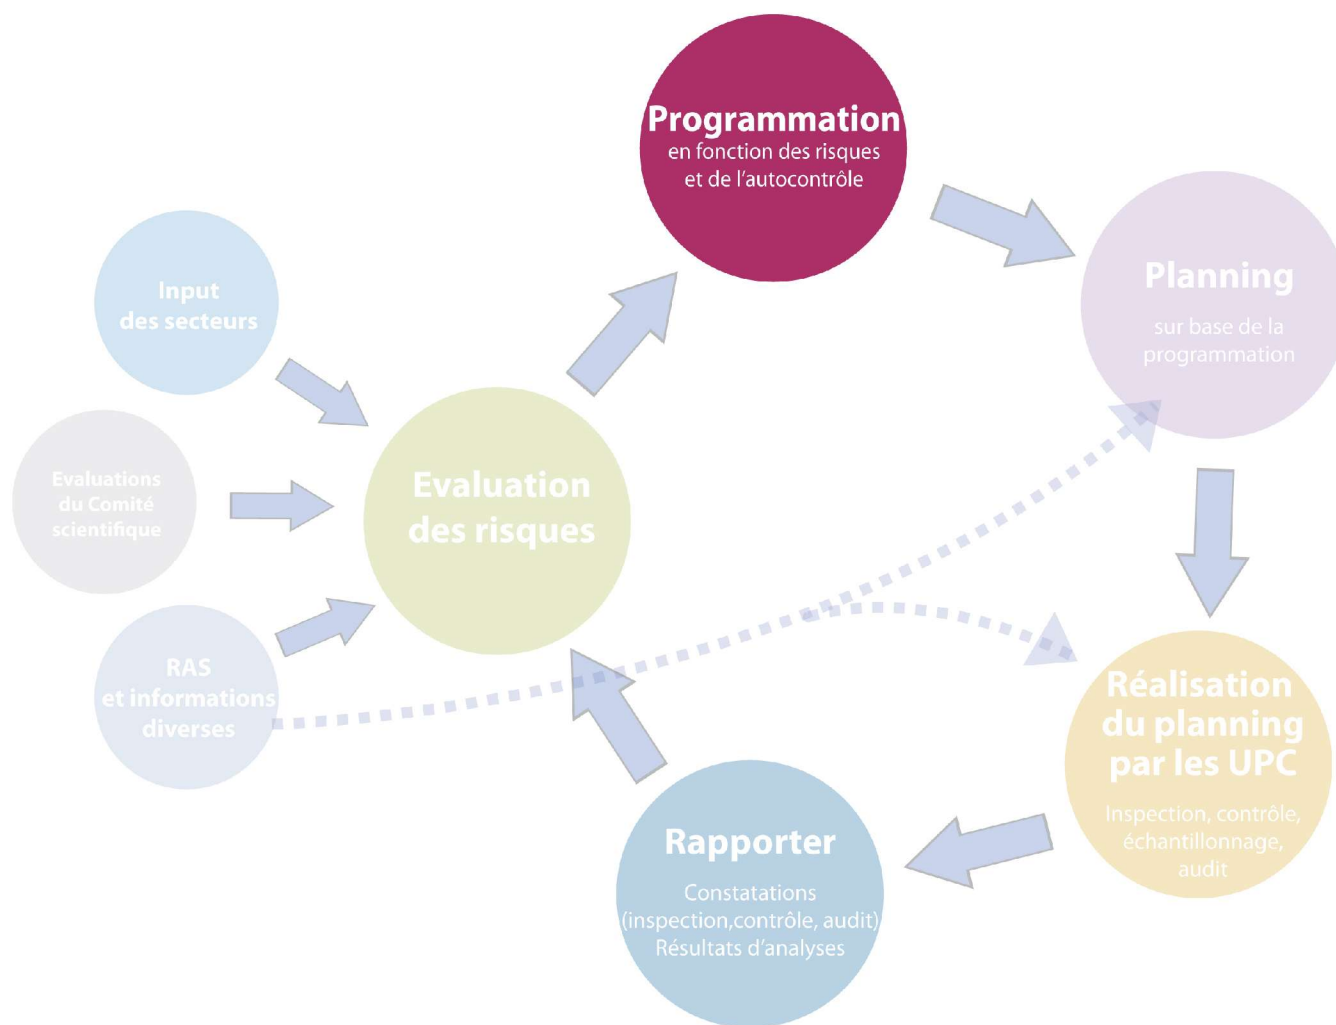 Programmation
en fonction des risques
et de l'autocontrôle
Planning
sur base de la
programmation
Input
des secteurs
Evaluations
du Comité
scientifique
Evaluation
des risques
RAS
et informations
diverses
Réalisation
du planning
par les UPC
Inspection, contrôle,
échantillonnage,
audit
Rapporter
Constatations
(inspection,contrôle, audit)
Résultats d'analyses